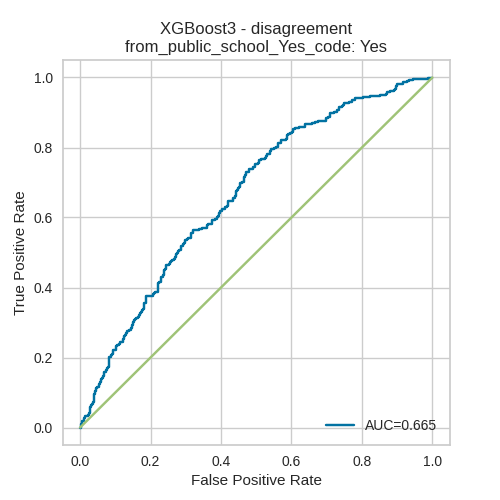 XGBoost3 - disagreement
from_public_school_Yes_code: Yes
True Positive Rate
1.0
0.8
0.6
0.4
0.2
0.0
AUC=0.665
0.0 0.2 0.4 0.6 0.8 1.0
False Positive Rate